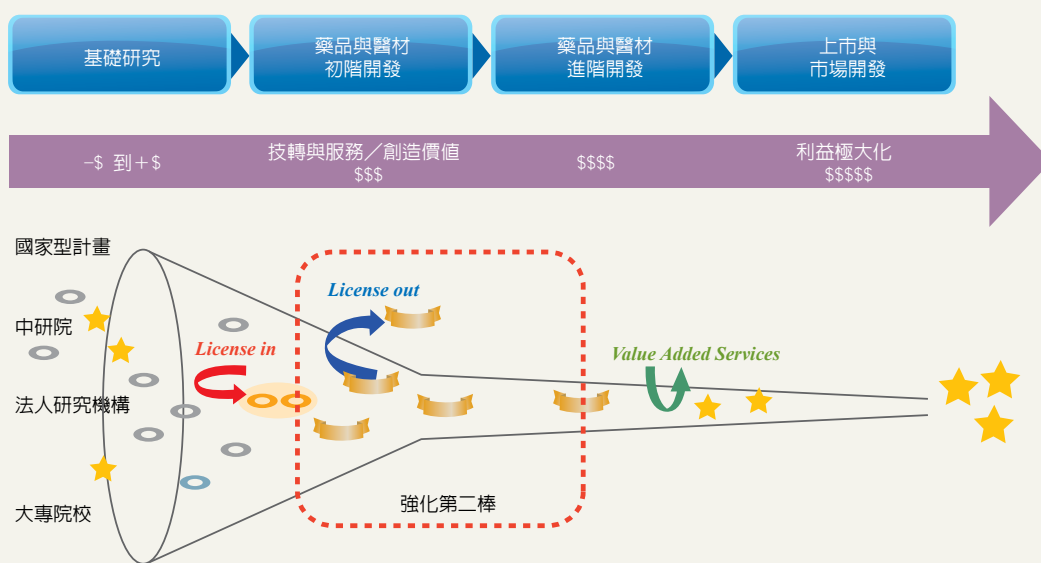 基礎研究
藥品與醫材
初階開發
藥品與醫材
進階開發
上市與
市場開發
–$ 到＋$
技轉與服務／創造價值
$$$
$$$$
利益極大化
$$$$$
國家型計畫
License out
中研院
License in
Value Added Services
法人研究機構
強化第二棒
大專院校